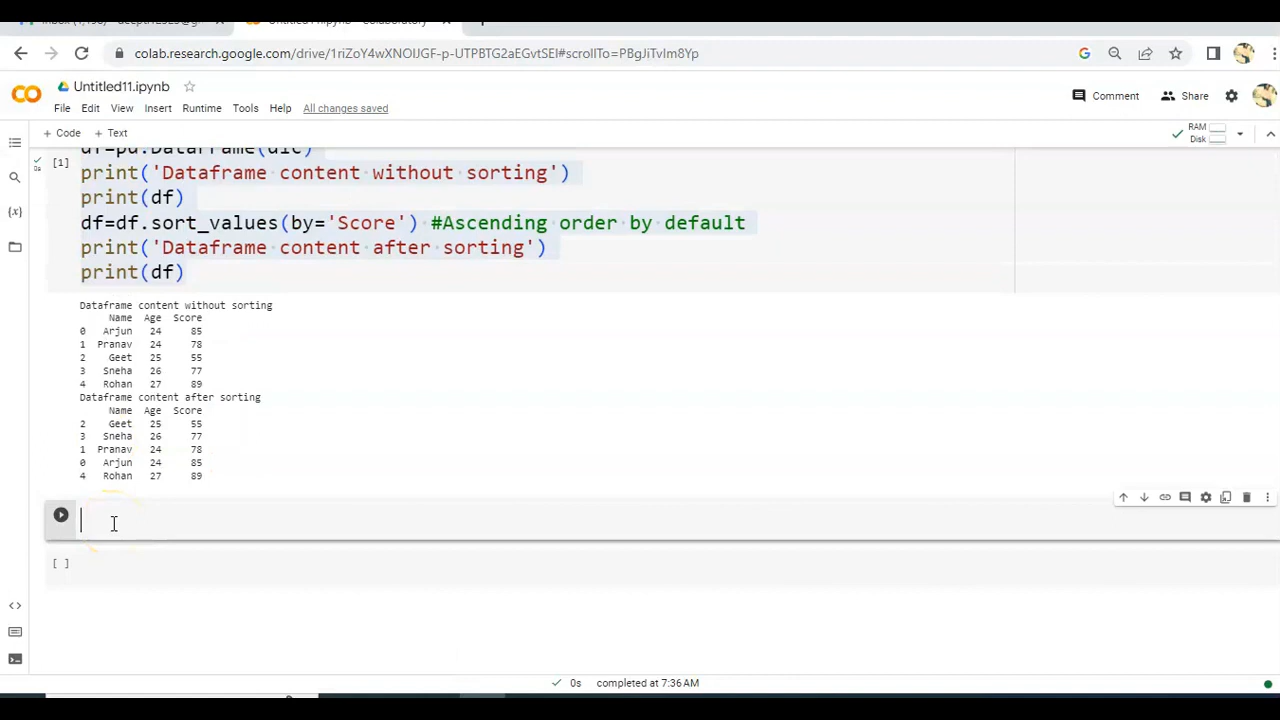 colab.research.google.com/drive/1riZoY4wXNOIJGF-p-UTPBTG2aEGvtSEI#scrollTo=PBgJiTvIm8Yp
Untitled11.ipynb
Comment
Share
File Edit View Insert Runtime Tools Help All changes saved
+ Code + Text
RAM
Disk
df=pd.DataFrame(dic)
[1]
0s
print('Dataframe content without sorting')
print(df)
df=df.sort_values(by='Score') #Ascending order by default
print('Dataframe content after sorting')
print(df)
Dataframe content without sorting
Name Age Score
0 Arjun 24 85
1 Pranav 24 78
2 Geet 25 55
3 Sneha 26 77
4 Rohan 27 89
Dataframe content after sorting
Name Age Score
2 Geet 25 55
3 Sneha 26 77
1 Pranav 24 78
0 Arjun 24 85
4 Rohan 27 89
[ ]
0s completed at 7:36 AM